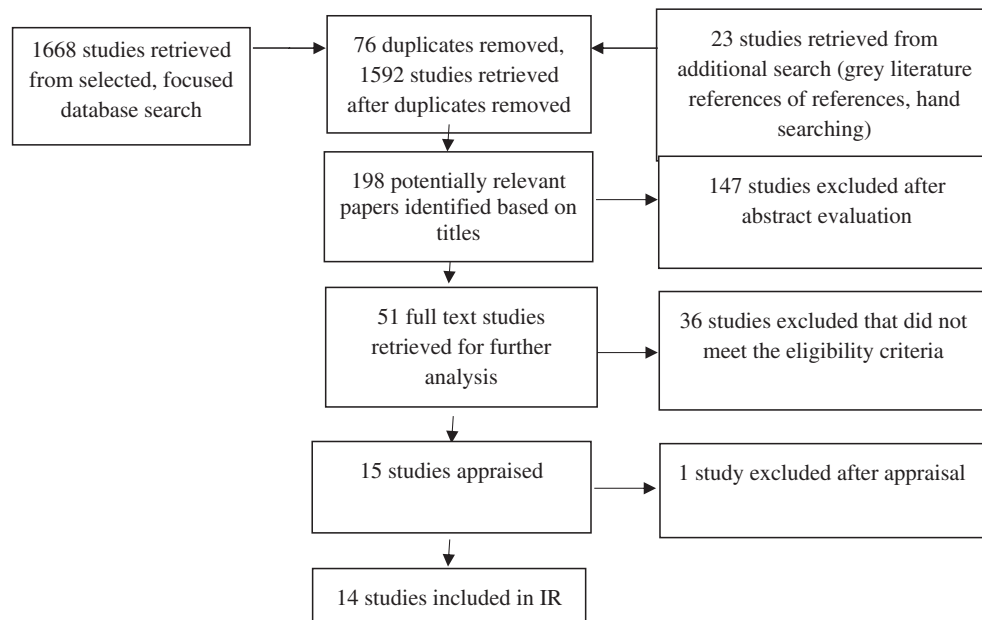 1668 studies retrieved
from selected, focused
database search
76 duplicates removed,
1592 studies retrieved
after duplicates removed
23 studies retrieved from
additional search (grey literature
references of references, hand
searching)
198 potentially relevant
papers identified based on
titles
147 studies excluded after
abstract evaluation
51 full text studies
retrieved for further
analysis
36 studies excluded that did not
meet the eligibility criteria
15 studies appraised
1 study excluded after appraisal
14 studies included in IR